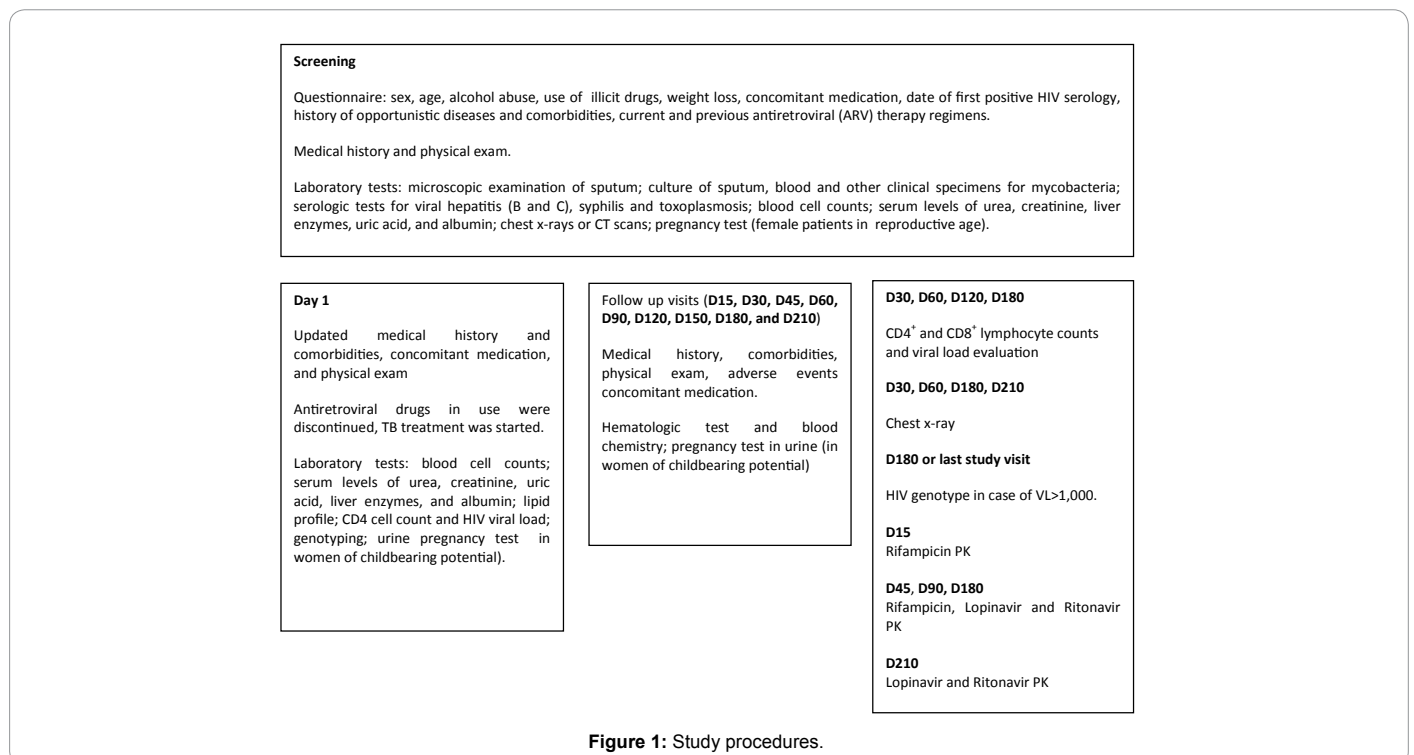 Screening
Questionnaire: sex, age, alcohol abuse, use of illicit drugs, weight loss, concomitant medication, date of first positive HIV serology,
history of opportunistic diseases and comorbidities, current and previous antiretroviral (ARV) therapy regimens.
Medical history and physical exam.
Laboratory tests: microscopic examination of sputum; culture of sputum, blood and other clinical specimens for mycobacteria;
serologic tests for viral hepatitis (B and C), syphilis and toxoplasmosis; blood cell counts; serum levels of urea, creatinine, liver
enzymes, uric acid, and albumin; chest x-rays or CT scans; pregnancy test (female patients in reproductive age).
Day 1
Updated medical history and
comorbidities, concomitant medication,
and physical exam
Antiretroviral drugs in use were
discontinued, TB treatment was started.
Laboratory tests: blood cell counts;
serum levels of urea, creatinine, uric
acid, liver enzymes, and albumin; lipid
profile; CD4 cell count and HIV viral load;
genotyping; urine pregnancy test in
women of childbearing potential).
Follow up visits (D15, D30, D45, D60,
D90, D120, D150, D180, and D210)
Medical history, comorbidities,
physical exam, adverse events
concomitant medication.
Hematologic test and blood
chemistry; pregnancy test in urine (in
women of childbearing potential)
D30, D60, D120, D180
CD4+ and CD8+ lymphocyte counts
and viral load evaluation
D30, D60, D180, D210
Chest x-ray
D180 or last study visit
HIV genotype in case of VL>1,000.
D15
Rifampicin PK
D45, D90, D180
Rifampicin, Lopinavir and Ritonavir
PK
D210
Lopinavir and Ritonavir PK
Figure 1: Study procedures.